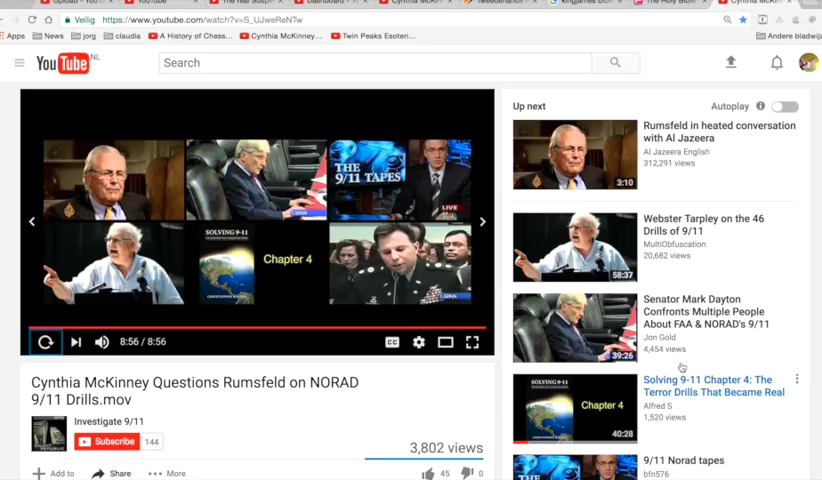 YouTube
Dashboard - Y
Cynthia McK
Veilig
https://www.youtube.com/watch?v=S_UJweReNTw
Apps
News
jorg
claudia
A History of Chess...
Cynthia McKinney...
Twin Peaks Esoteri...
Andere bladwij
YouTube NL
Search
THE
9/11 TAPES
LIVE
C-SPAN
SOLVING 9-11
Chapter 4
C-SPAN
8:56 / 8:56
CC
Cynthia McKinney Questions Rumsfeld on NORAD
9/11 Drills.mov
Investigate 9/11
Subscribe
144
3,802 views
Add to
Share
More
45
0
Up next
Autoplay
Rumsfeld in heated conversation
with Al Jazeera
Al Jazeera English
312,291 views
3:10
Webster Tarpley on the 46
Drills of 9/11
MultiObfuscation
20,682 views
58:37
Senator Mark Dayton
Confronts Multiple People
About FAA & NORAD's 9/11
Jon Gold
4,454 views
39:26
Solving 9-11 Chapter 4: The
Terror Drills That Became Real
Alfred S
1,520 views
Chapter 4
40:28
9/11 Norad tapes
bfn576